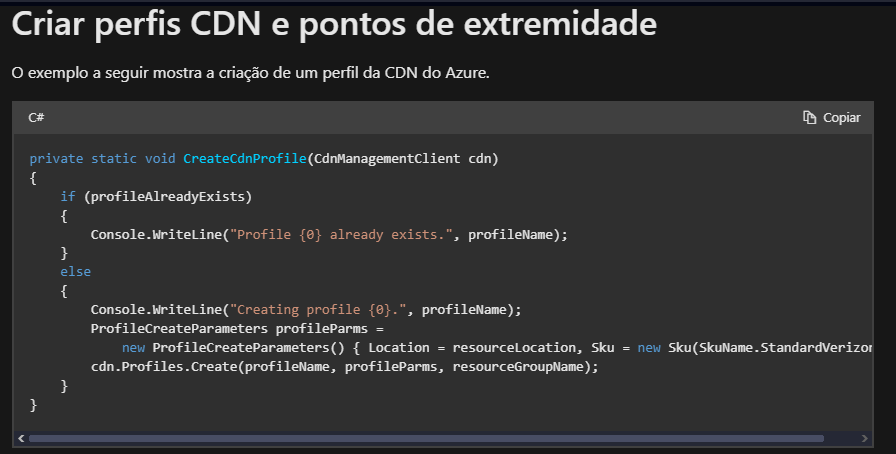 Criar perfis CDN e pontos de extremidade
O exemplo a seguir mostra a criação de um perfil da CDN do Azure.
C#
Copiar
private static void CreateCdnProfile(CdnManagementClient cdn)
{
    if (profileAlreadyExists)
    {
        Console.WriteLine("Profile {0} already exists.", profileName);
    }
    else
    {
        Console.WriteLine("Creating profile {0}.", profileName);
        ProfileCreateParameters profileParms =
            new ProfileCreateParameters() { Location = resourceLocation, Sku = new Sku(SkuName.StandardVerizon
        cdn.Profiles.Create(profileName, profileParms, resourceGroupName);
    }
}